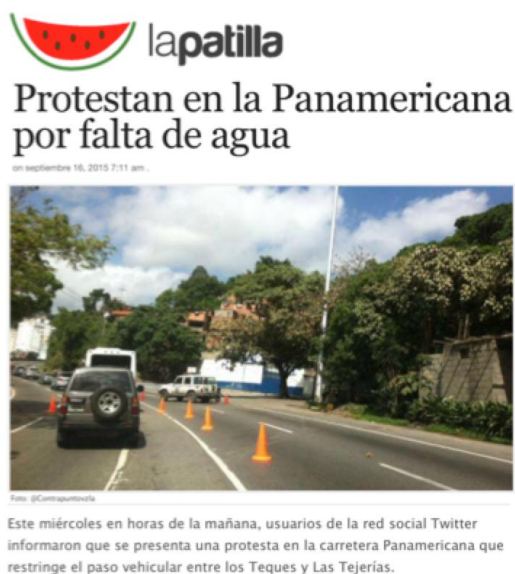 lapatilla
Protestan en la Panamericana
por falta de agua
on septiembre 16, 2015 7:11 am .
Foto: @Contrapuntovzla
Este miércoles en horas de la mañana, usuarios de la red social Twitter
informaron que se presenta una protesta en la carretera Panamericana que
restringe el paso vehicular entre los Teques y Las Tejerías.